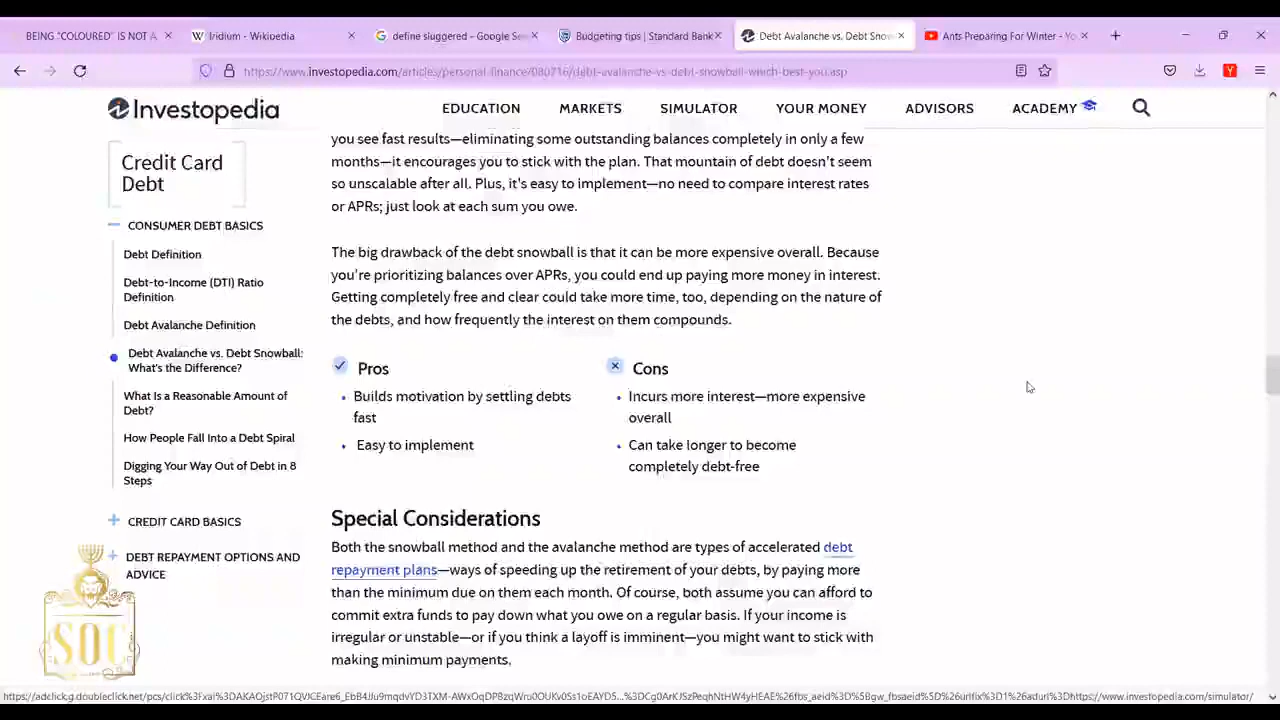 BEING "COLOURED" IS NOT A
Iridium - Wikipedia
define sluggered - Google Se
Budgeting tips | Standard Bank
Debt Avalanche vs. Debt Snow
Ants Preparing For Winter - Yo
https://www.investopedia.com/articles/personal-finance/080716/debt-avalanche-vs-debt-snowball-which-best-you.asp
Investopedia
EDUCATION MARKETS SIMULATOR YOUR MONEY ADVISORS ACADEMY
Credit Card
Debt
CONSUMER DEBT BASICS
Debt Definition
Debt-to-Income (DTI) Ratio
Definition
Debt Avalanche Definition
Debt Avalanche vs. Debt Snowball:
What's the Difference?
What Is a Reasonable Amount of
Debt?
How People Fall Into a Debt Spiral
Digging Your Way Out of Debt in 8
Steps
CREDIT CARD BASICS
DEBT REPAYMENT OPTIONS AND
ADVICE
you see fast results—eliminating some outstanding balances completely in only a few
months—it encourages you to stick with the plan. That mountain of debt doesn't seem
so unscalable after all. Plus, it's easy to implement—no need to compare interest rates
or APRs; just look at each sum you owe.
The big drawback of the debt snowball is that it can be more expensive overall. Because
you're prioritizing balances over APRs, you could end up paying more money in interest.
Getting completely free and clear could take more time, too, depending on the nature of
the debts, and how frequently the interest on them compounds.
Pros
Builds motivation by settling debts
fast
Easy to implement
Cons
Incurs more interest—more expensive
overall
Can take longer to become
completely debt-free
Special Considerations
Both the snowball method and the avalanche method are types of accelerated debt
repayment plans—ways of speeding up the retirement of your debts, by paying more
than the minimum due on them each month. Of course, both assume you can afford to
commit extra funds to pay down what you owe on a regular basis. If your income is
irregular or unstable—or if you think a layoff is imminent—you might want to stick with
making minimum payments.
SOC